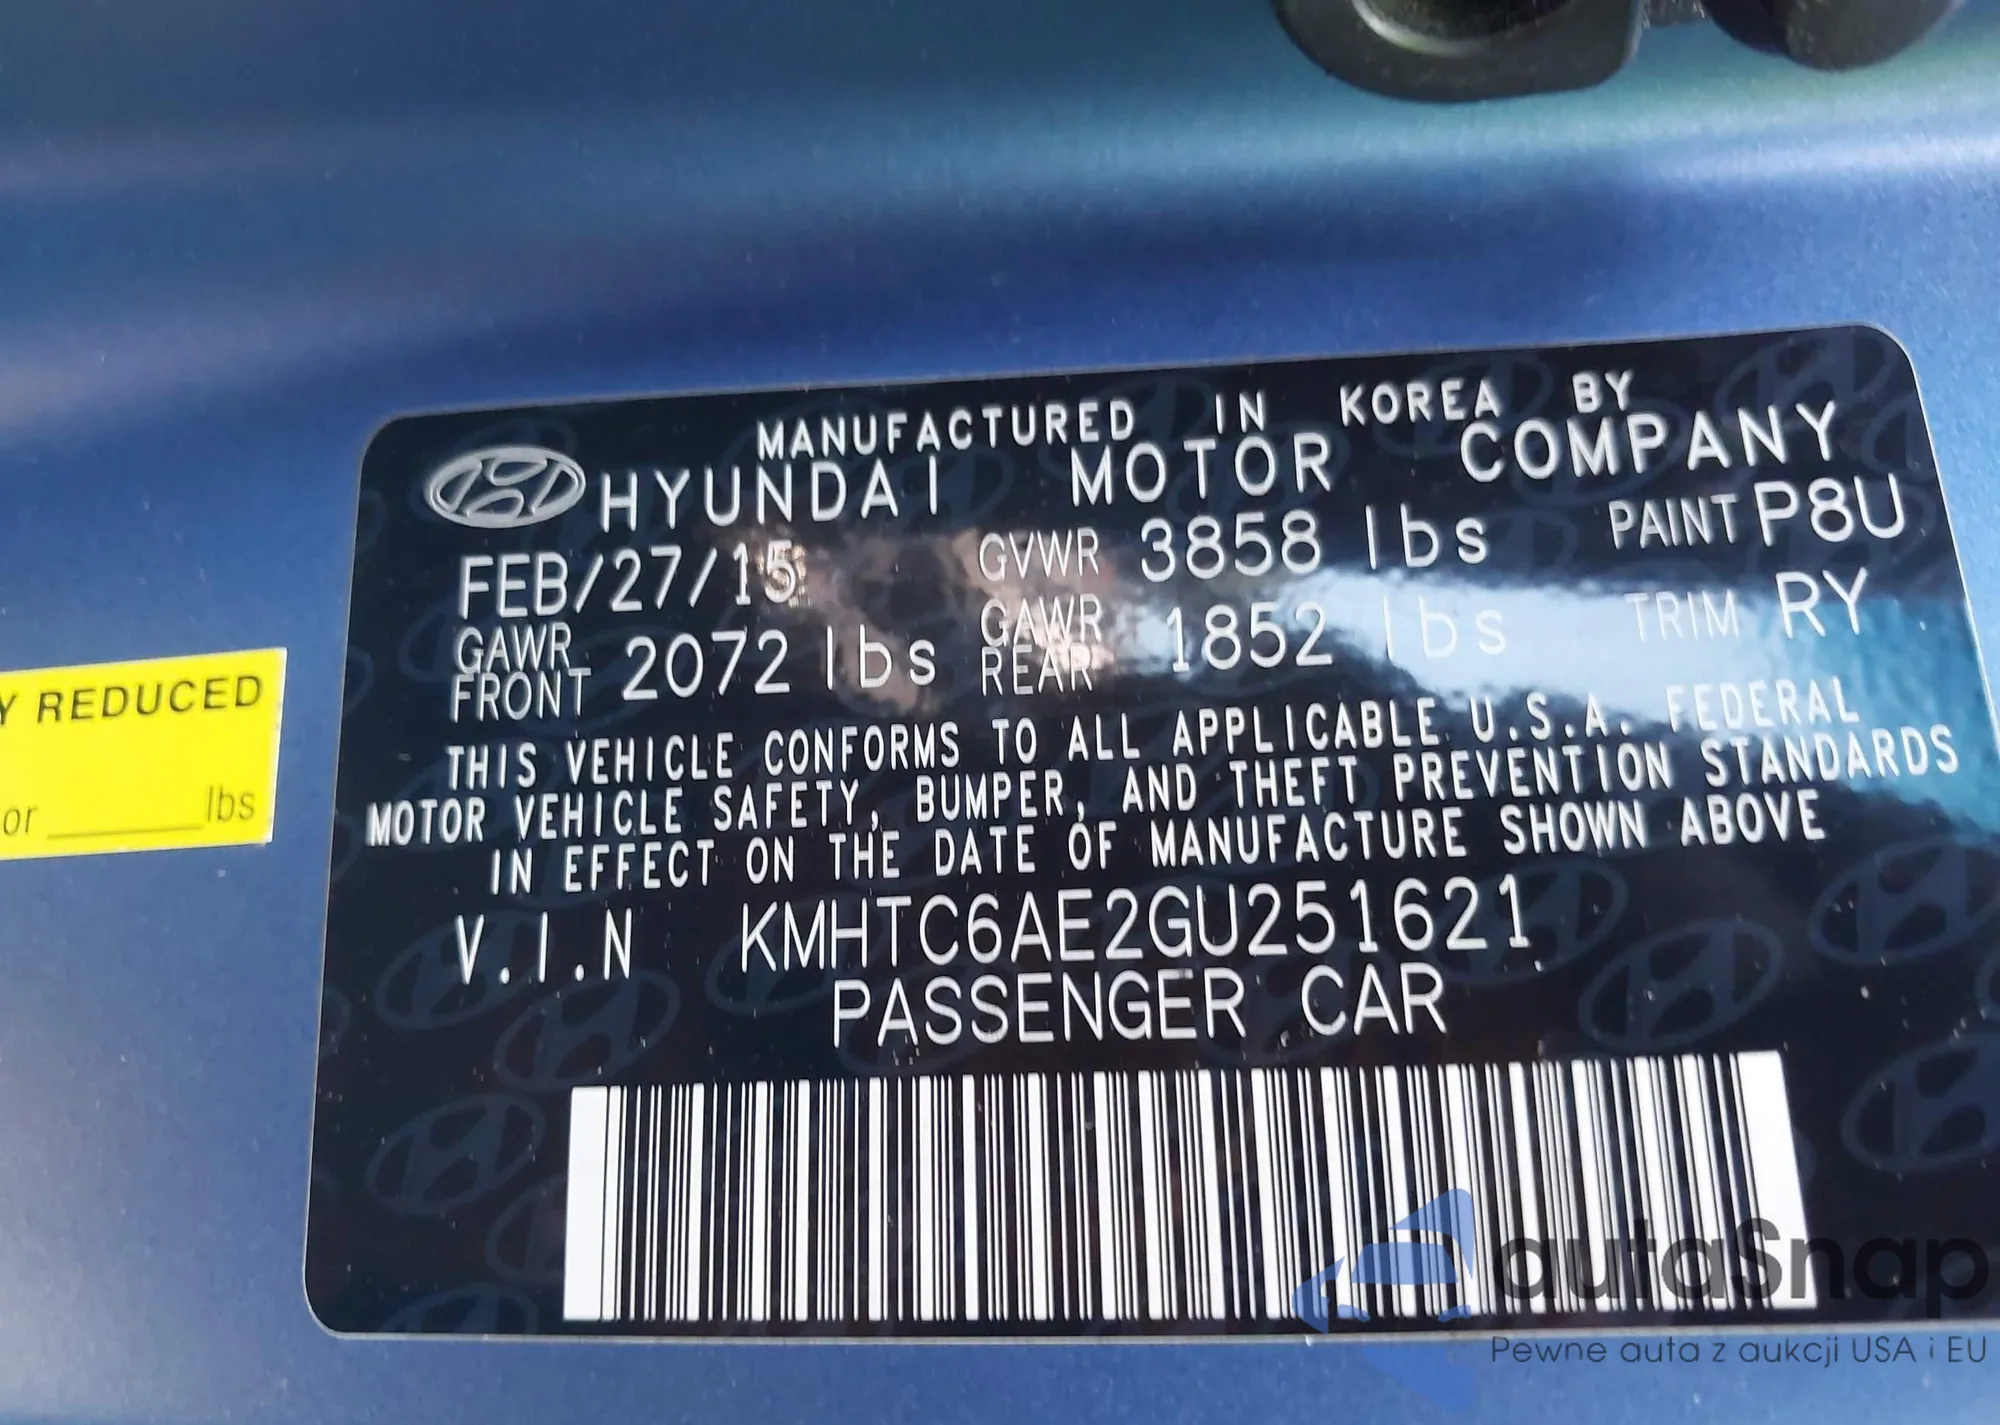 MANUFACTURED IN KOREA BY
HYUNDAI MOTOR COMPANY
FEB/27/15 GVWR 3858 lbs PAINT P8U
GAWR FRONT 2072 lbs GAWR REAR 1852 lbs TRIM RY
THIS VEHICLE CONFORMS TO ALL APPLICABLE U.S.A. FEDERAL
MOTOR VEHICLE SAFETY, BUMPER, AND THEFT PREVENTION STANDARDS
IN EFFECT ON THE DATE OF MANUFACTURE SHOWN ABOVE
V.I.N KMHTC6AE2GU251621
PASSENGER CAR
Y REDUCED
or ______ lbs
autaSnap
Pewne auta z aukcji USA i EU